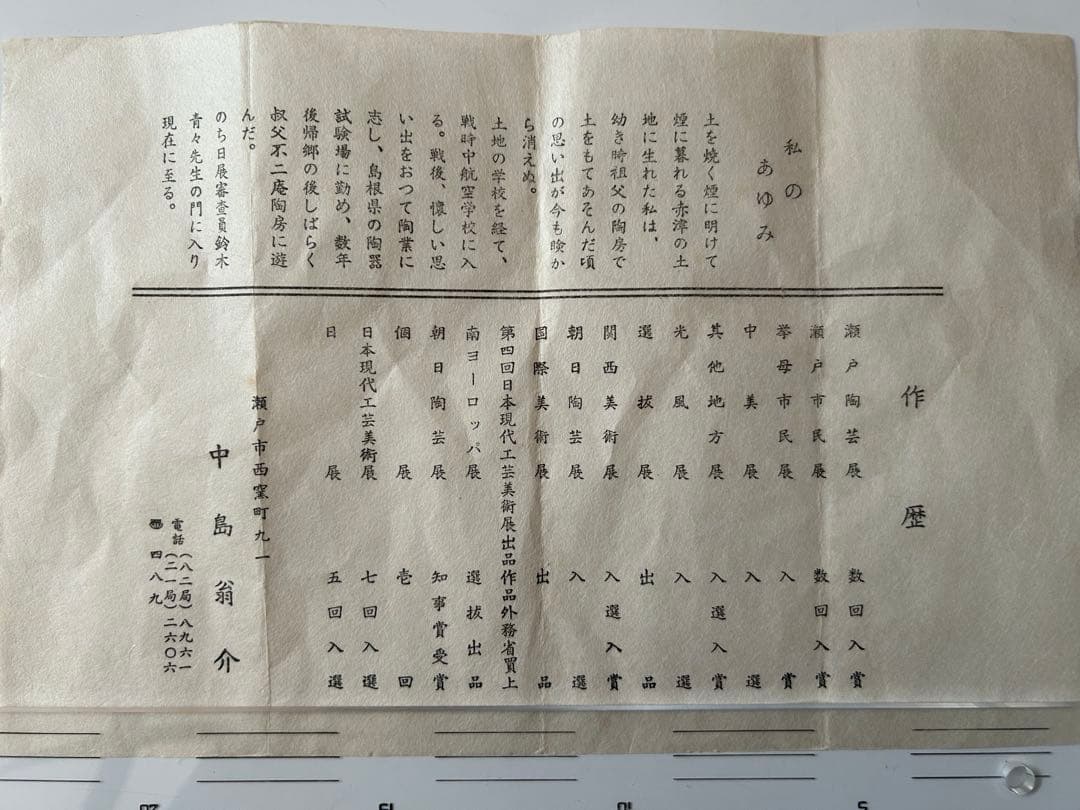 私の
あゆみ
土を焼く煙に明けて
煙に暮れる赤津の土
地に生れた私は、
幼き時祖父の陶房で
土をもてあそんだ頃
の思い出が今も瞼か
ら消えぬ。
土地の学校を経て、
戦時中航空学校に入
る。戦後、懐しい思
い出をおつて陶業に
志し、島根県の陶器
試験場に勤め、数年
後帰郷の後しばらく
叔父不二庵陶房に遊
んだ。
のち日展審査員鈴木
青々先生の門に入り
現在に至る。
作歴
瀬戸陶芸展 数回入賞
瀬戸市民展 数回入賞
挙母市民展 入賞
中美展 入選
其他地方展 入選入賞
光風展 入選
選抜展 出品
関西美術展 入選入賞
朝日陶芸展 入選
国際美術展 出品
第四回日本現代工芸美術展出品作品外務省買上
南ヨーロッパ展 選抜出品
朝日陶芸展 知事賞受賞
個展 壱回
日本現代工芸美術展 七回入選
日展 五回入選
瀬戸市西窯町九一
中島翁介
電話(八二局)八九六一
(二一局)二六〇六
四八九